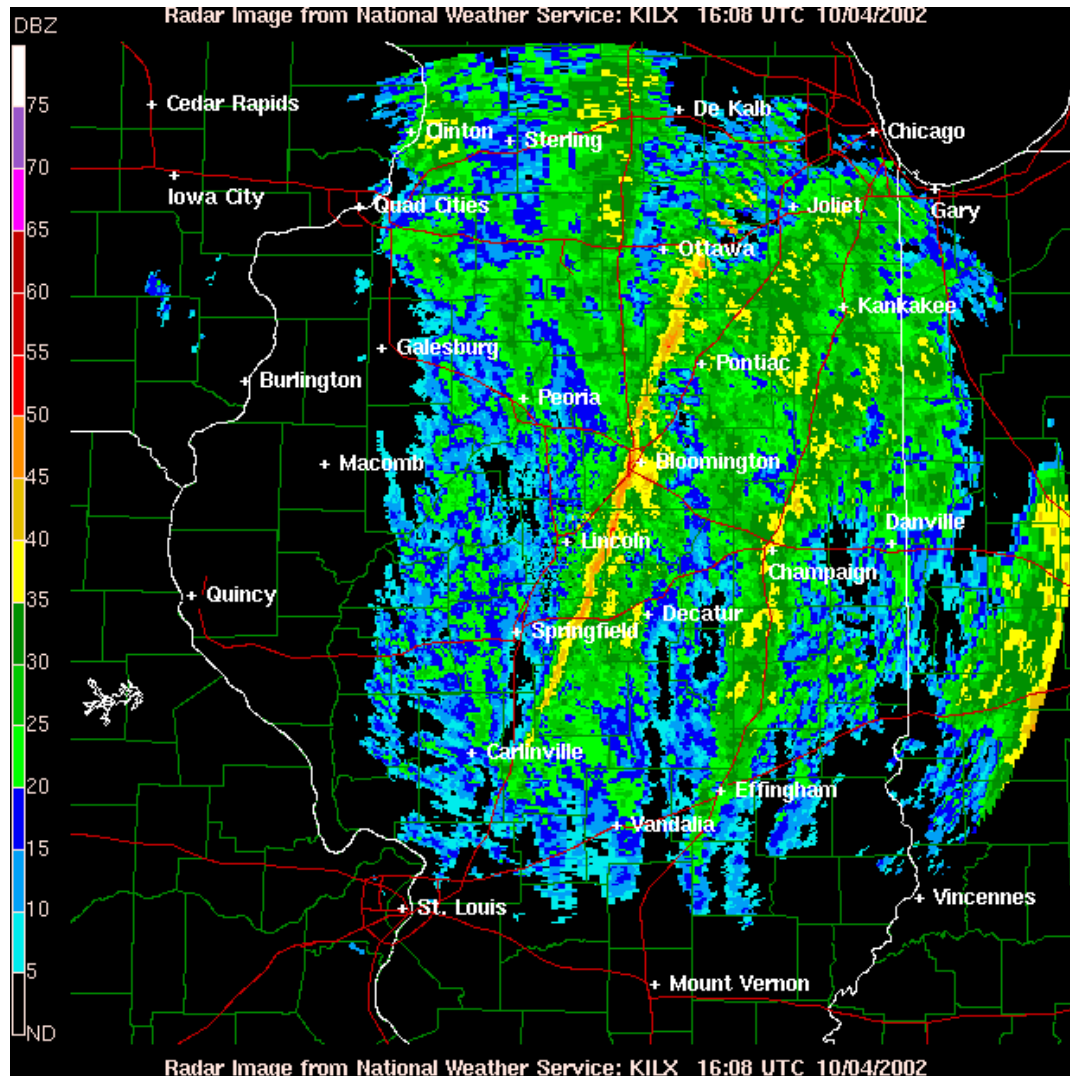 Radar Image from National Weather Service: KILX 16:08 UTC 10/04/2002
DBZ
75
70
65
60
55
50
45
40
35
30
25
20
15
10
5
ND
Cedar Rapids
De Kalb
Clinton
Sterling
Chicago
Iowa City
Quad Cities
Joliet
Gary
Ottawa
Kankakee
Galesburg
Pontiac
Burlington
Peoria
Macomb
Bloomington
Danville
Lincoln
Champaign
Quincy
Decatur
Springfield
Carlinville
Effingham
Vandalia
Vincennes
St. Louis
Mount Vernon
Radar Image from National Weather Service: KILX 16:08 UTC 10/04/2002